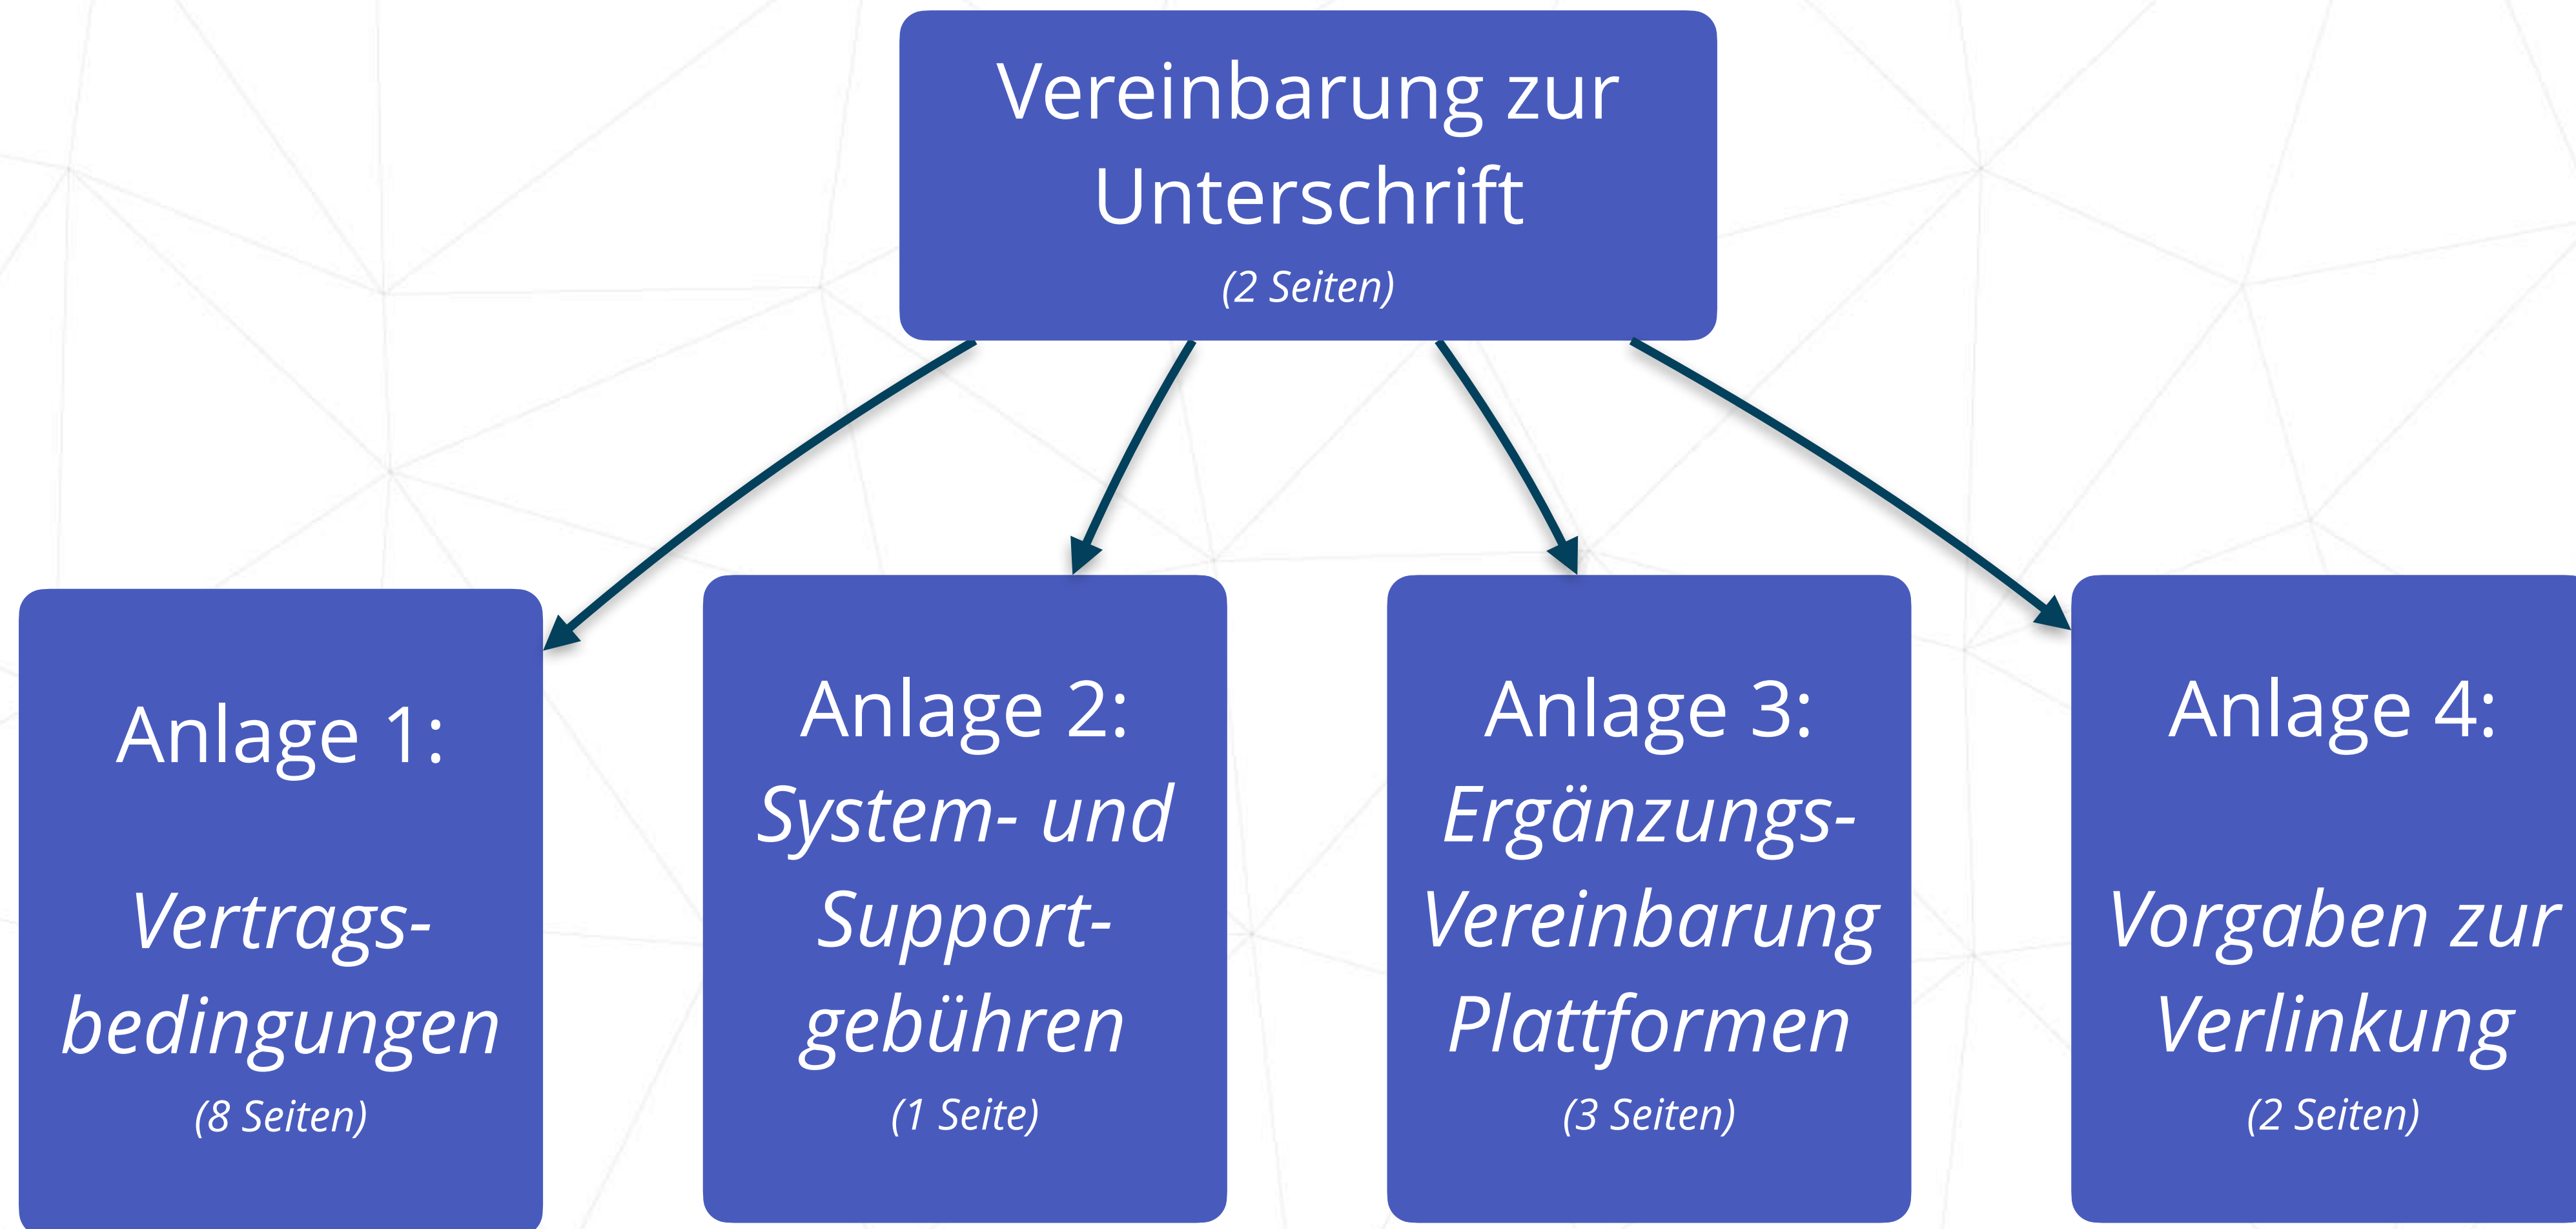 Vereinbarung zur
Unterschrift
(2 Seiten)
Anlage 1:
Vertrags-
bedingungen
(8 Seiten)
Anlage 2:
System- und
Support-
gebühren
(1 Seite)
Anlage 3:
Ergänzungs-
Vereinbarung
Plattformen
(3 Seiten)
Anlage 4:
Vorgaben zur
Verlinkung
(2 Seiten)